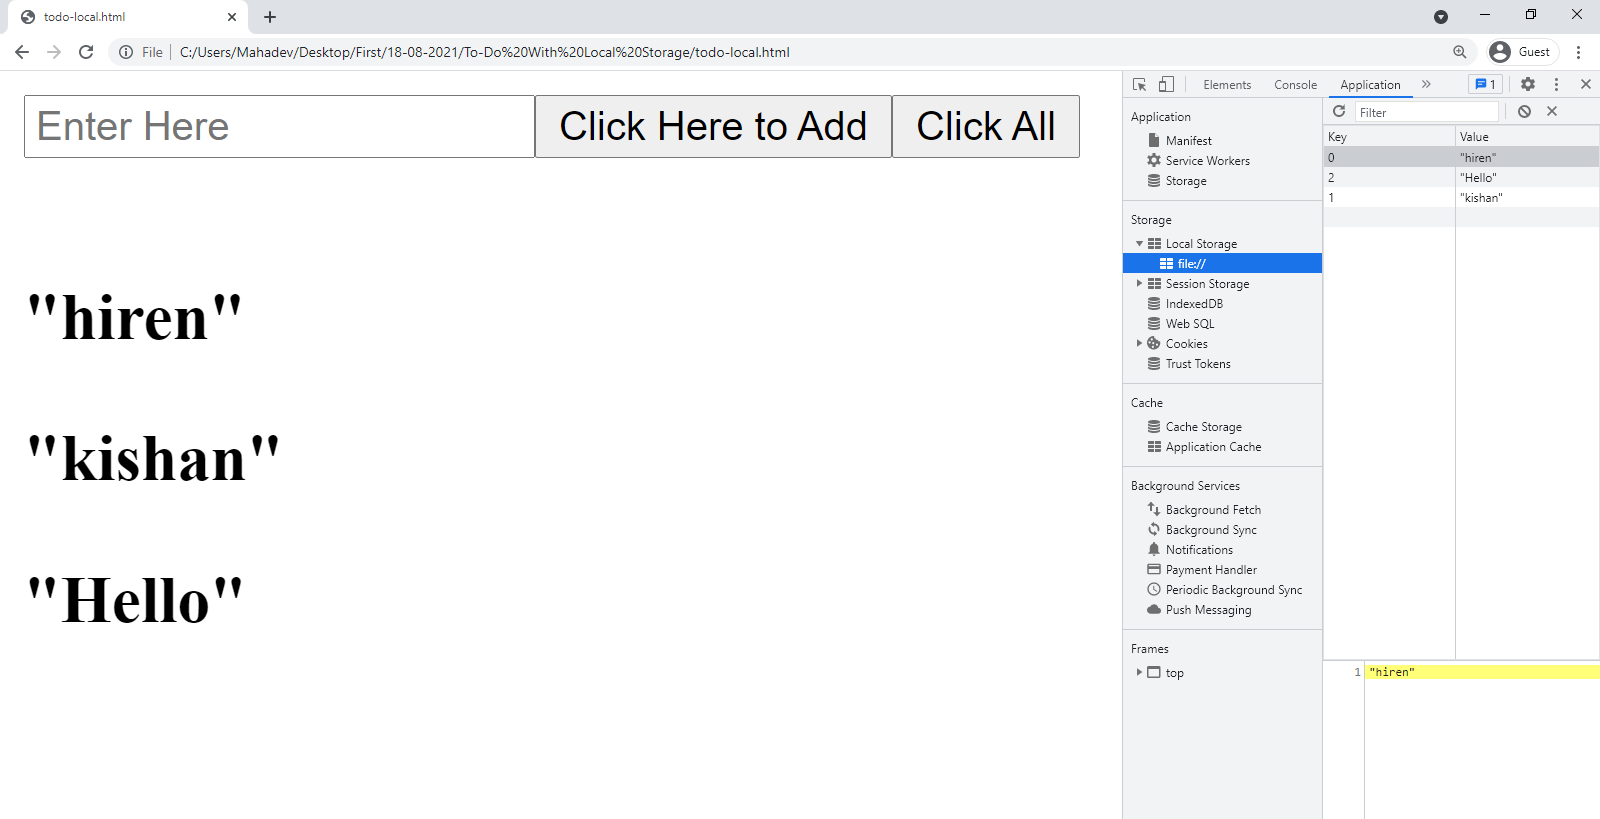 todo-local.html
File | C:/Users/Mahadev/Desktop/First/18-08-2021/To-Do%20With%20Local%20Storage/todo-local.html
Guest
Enter Here
Click Here to Add
Click All
"hiren"
"kishan"
"Hello"
Elements Console Application 1
Application
Manifest
Service Workers
Storage
Storage
Local Storage
file://
Session Storage
IndexedDB
Web SQL
Cookies
Trust Tokens
Cache
Cache Storage
Application Cache
Background Services
Background Fetch
Background Sync
Notifications
Payment Handler
Periodic Background Sync
Push Messaging
Frames
top
Filter
Key Value
0 "hiren"
2 "Hello"
1 "kishan"
1 "hiren"